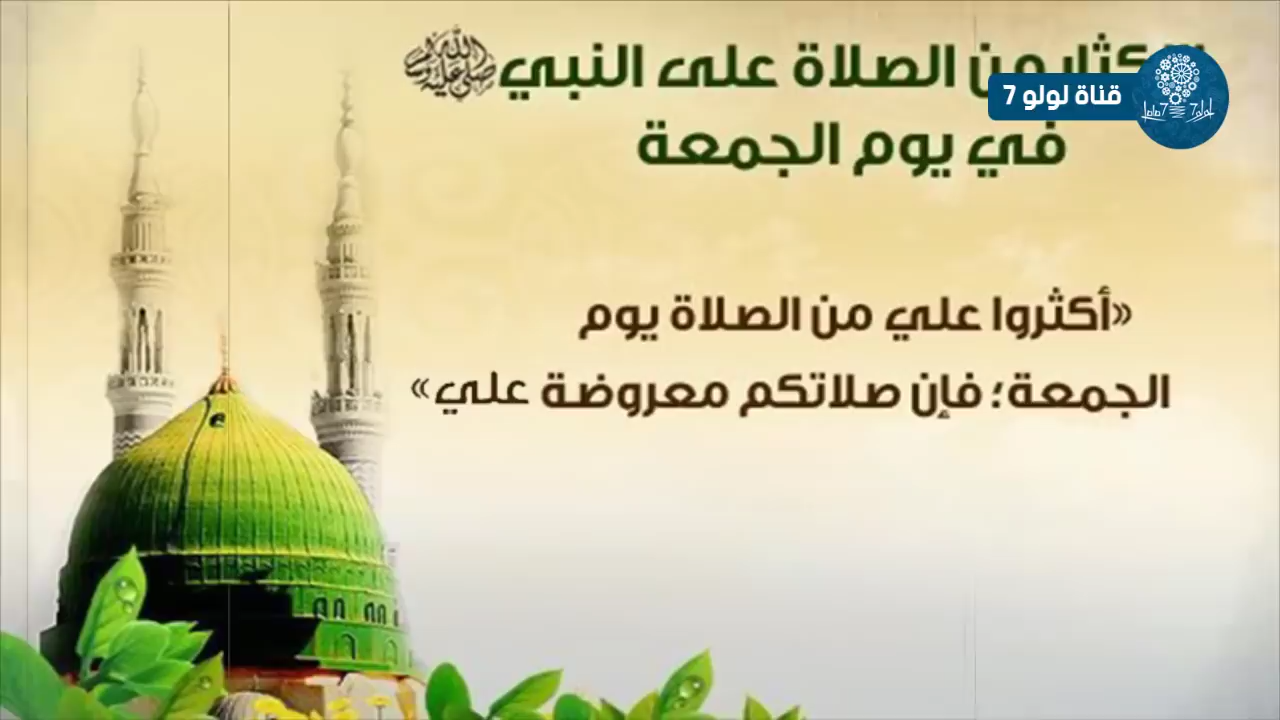 من الصلاة على النبي ﷺ
في يوم الجمعة
قناة لولو 7
«أكثروا علي من الصلاة يوم
الجمعة؛ فإن صلاتكم معروضة علي»